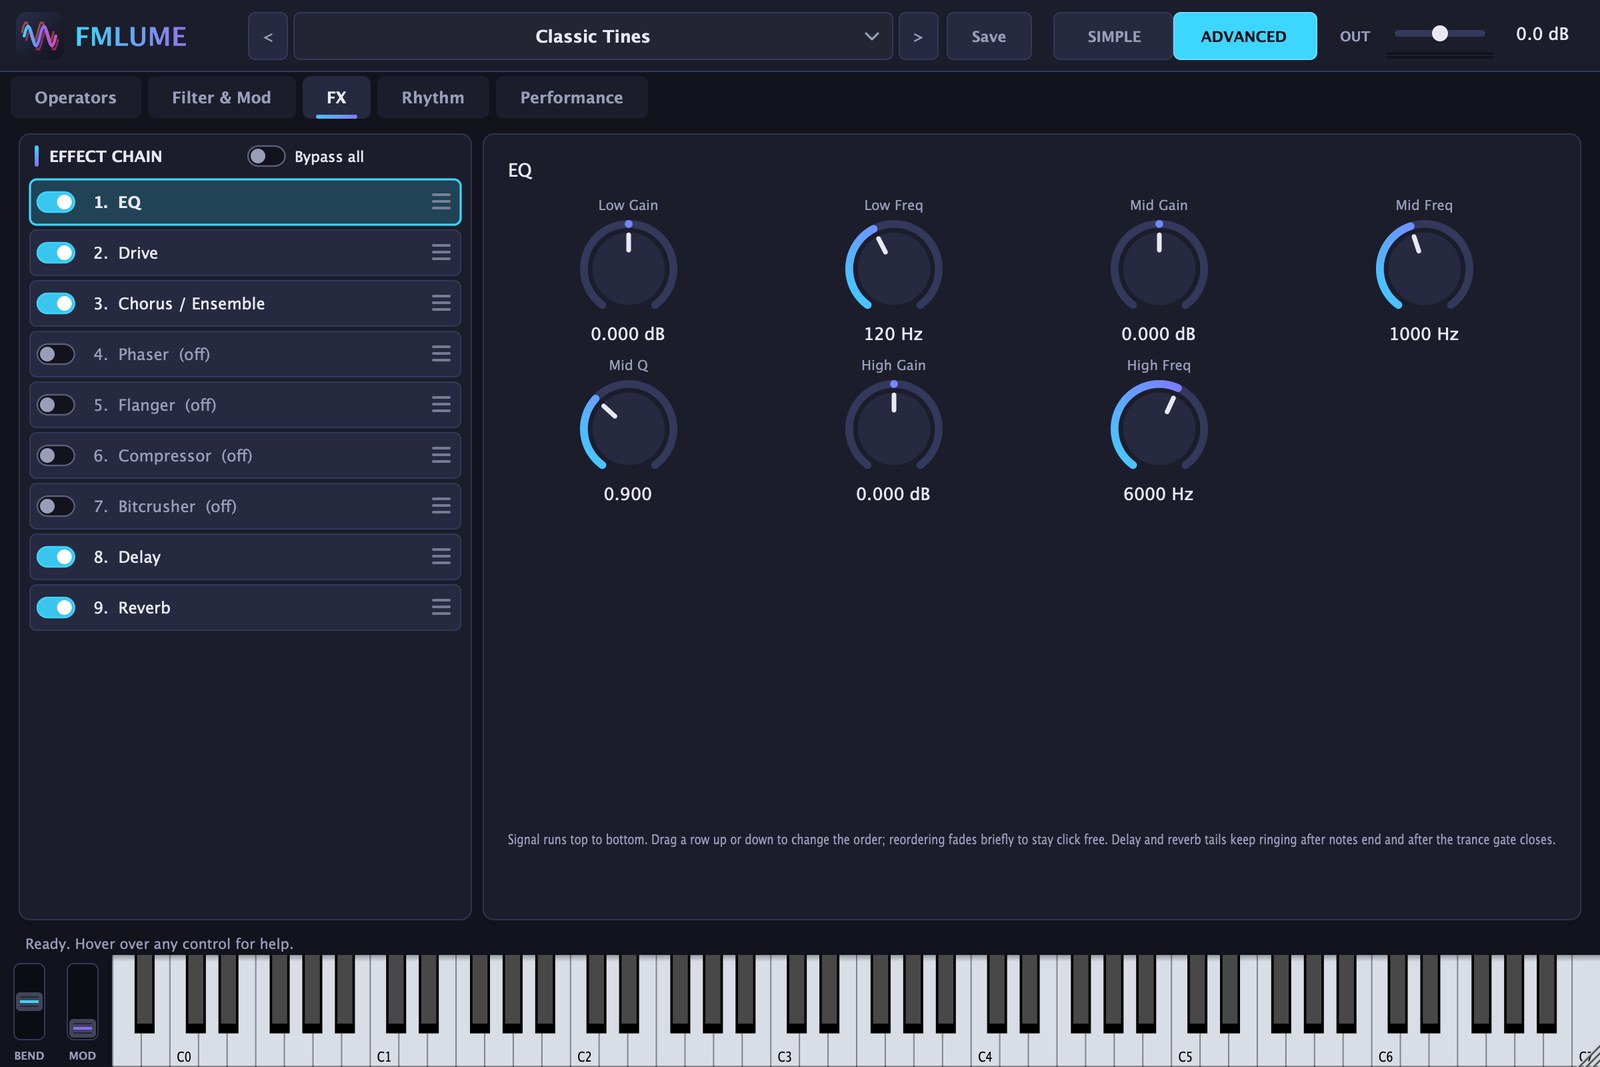 FMLUME
<
Classic Tines
>
Save
SIMPLE
ADVANCED
OUT
0.0 dB
Operators
Filter & Mod
FX
Rhythm
Performance
EFFECT CHAIN
Bypass all
1. EQ
2. Drive
3. Chorus / Ensemble
4. Phaser (off)
5. Flanger (off)
6. Compressor (off)
7. Bitcrusher (off)
8. Delay
9. Reverb
EQ
Low Gain
Low Freq
Mid Gain
Mid Freq
0.000 dB
120 Hz
0.000 dB
1000 Hz
Mid Q
High Gain
High Freq
0.900
0.000 dB
6000 Hz
Signal runs top to bottom. Drag a row up or down to change the order; reordering fades briefly to stay click free. Delay and reverb tails keep ringing after notes end and after the trance gate closes.
Ready. Hover over any control for help.
BEND
MOD
C0
C1
C2
C3
C4
C5
C6